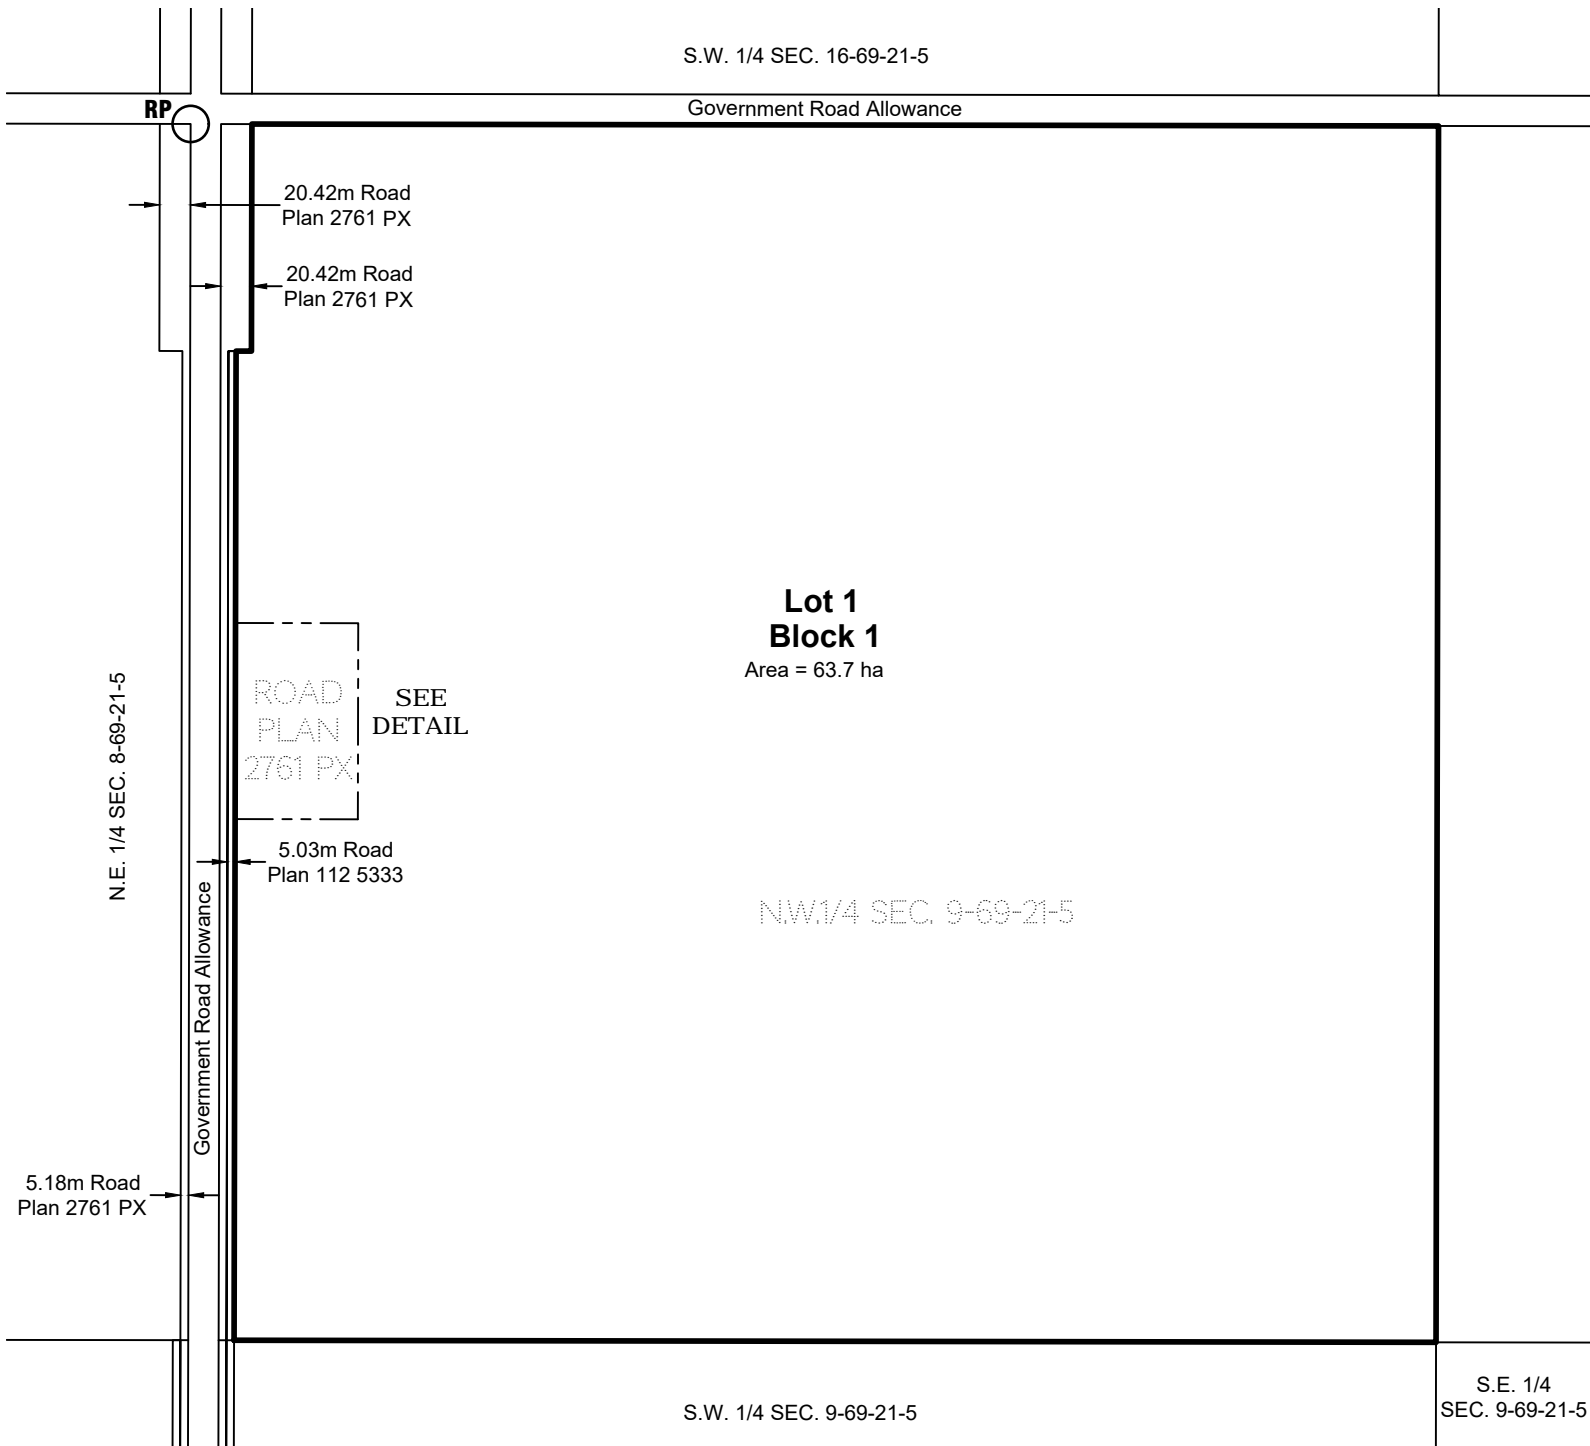 S.W. 1/4 SEC. 16-69-21-5
Government Road Allowance
RP
20.42m Road
Plan 2761 PX
20.42m Road
Plan 2761 PX
Lot 1
Block 1
Area = 63.7 ha
N.E. 1/4 SEC. 8-69-21-5
ROAD
PLAN
2761 PX
SEE
DETAIL
5.03m Road
Plan 112 5333
N.W.1/4 SEC. 9-69-21-5
Government Road Allowance
5.18m Road
Plan 2761 PX
S.W. 1/4 SEC. 9-69-21-5
S.E. 1/4
SEC. 9-69-21-5